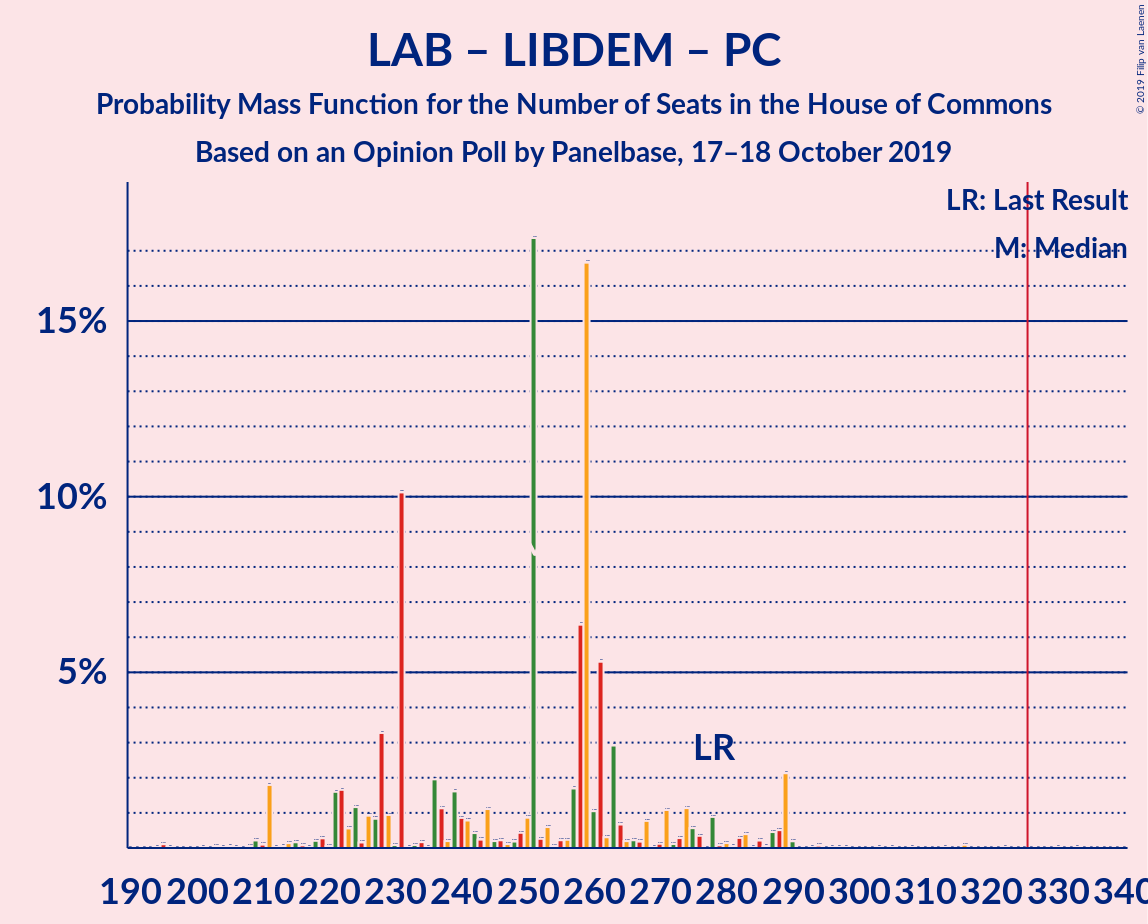 LAB – LIBDEM – PC
Probability Mass Function for the Number of Seats in the House of Commons
Based on an Opinion Poll by Panelbase, 17–18 October 2019
© 2019 Filip van Laenen
LR: Last Result
M: Median
15%
10%
5%
LR
190 200 210 220 230 240 250 260 270 280 290 300 310 320 330 340